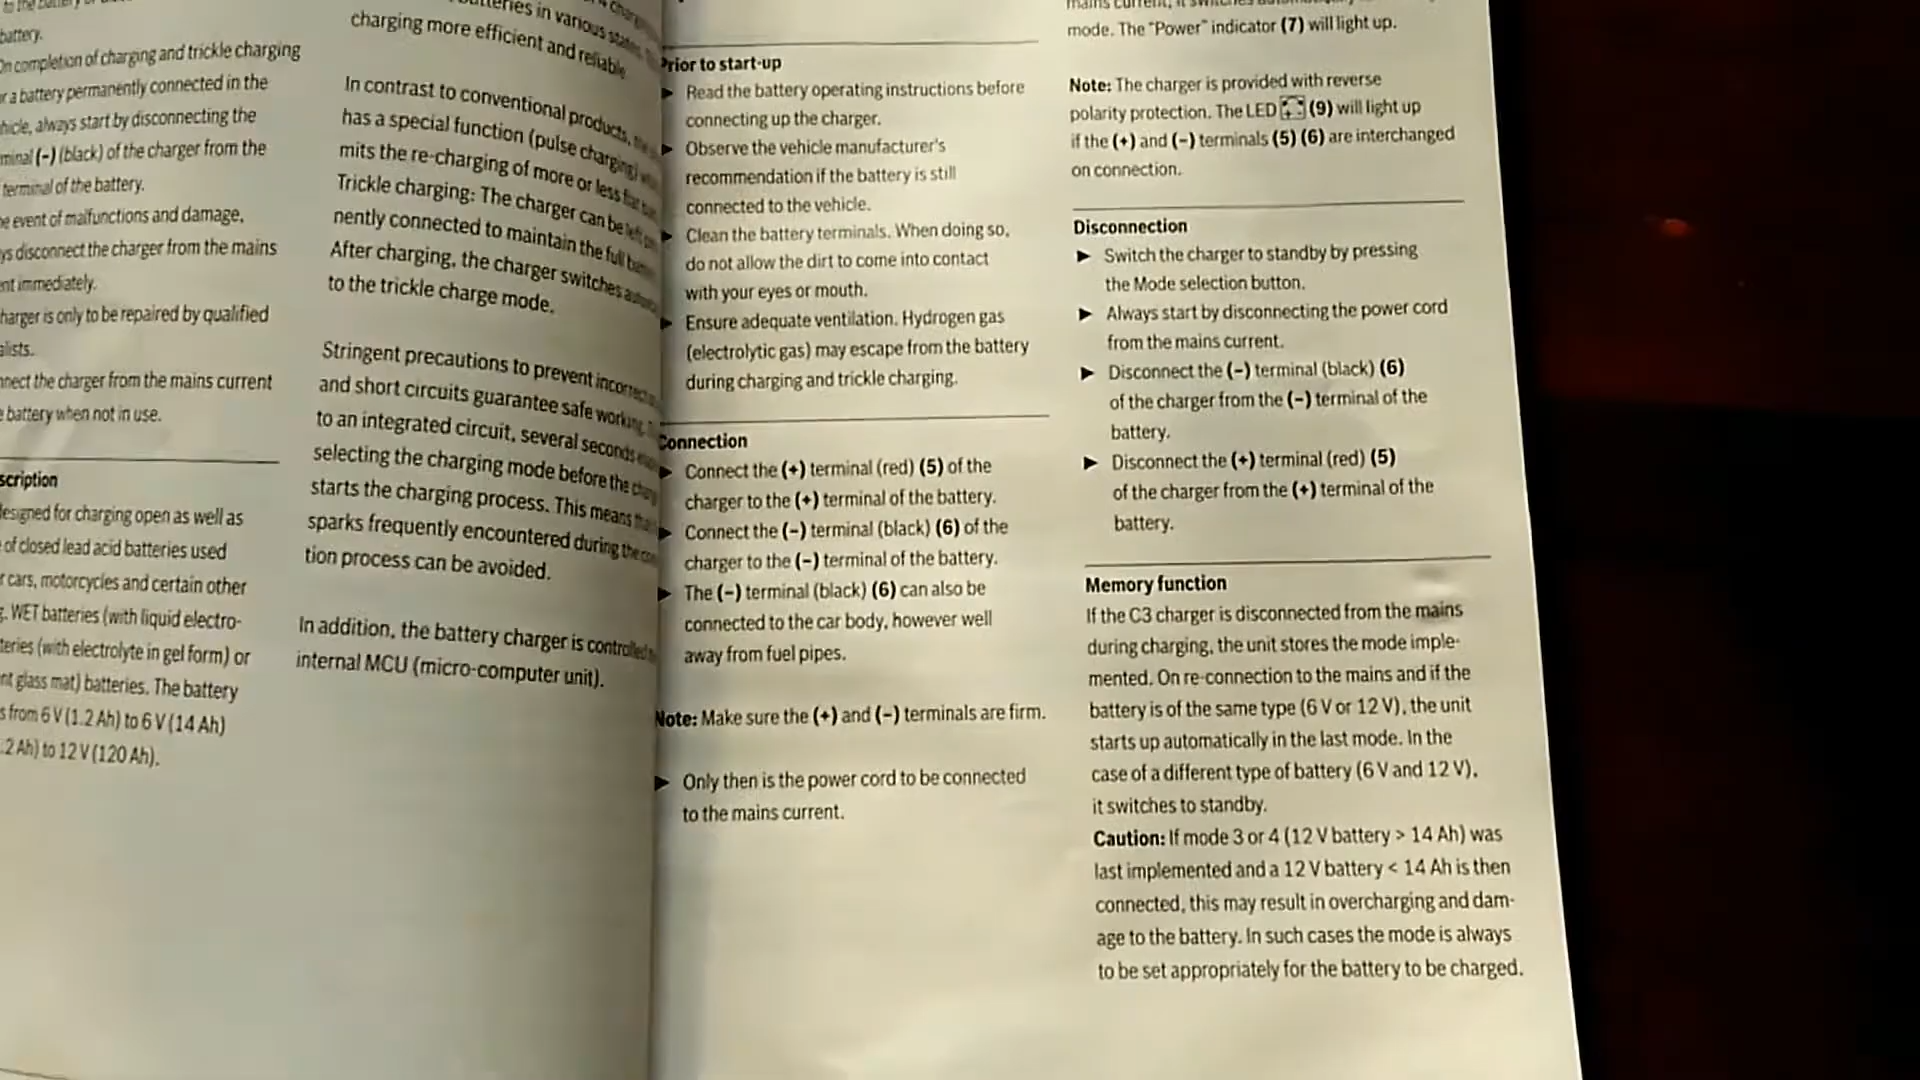 battery.
On completion of charging and trickle charging
a battery permanently connected in the
always start by disconnecting the
(–) (black) of the charger from the
terminal of the battery.
event of malfunctions and damage,
disconnect the charger from the mains
immediately.
charger is only to be repaired by qualified
the charger from the mains current
battery when not in use.
designed for charging open as well as
of closed lead acid batteries used
cars, motorcycles and certain other
WET batteries (with liquid electro-
(with electrolyte in gel form) or
glass mat) batteries. The battery
from 6 V (1.2 Ah) to 6 V (14 Ah)
Ah) to 12 V (120 Ah).
in various
charging more efficient and reliable
In contrast to conventional products,
has a special function (pulse charging)
mits the re-charging of more or less
Trickle charging: The charger can be left
nently connected to maintain the full
After charging, the charger switches
to the trickle charge mode.
Stringent precautions to prevent
and short circuits guarantee safe working.
to an integrated circuit, several seconds
selecting the charging mode before the
starts the charging process. This means
sparks frequently encountered during the
tion process can be avoided.
In addition, the battery charger is controlled
internal MCU (micro-computer unit).
Prior to start-up
► Read the battery operating instructions before
connecting up the charger.
► Observe the vehicle manufacturer's
recommendation if the battery is still
connected to the vehicle.
► Clean the battery terminals. When doing so,
do not allow the dirt to come into contact
with your eyes or mouth.
► Ensure adequate ventilation. Hydrogen gas
(electrolytic gas) may escape from the battery
during charging and trickle charging.
Connection
► Connect the (+) terminal (red) (5) of the
charger to the (+) terminal of the battery.
► Connect the (–) terminal (black) (6) of the
charger to the (–) terminal of the battery.
► The (–) terminal (black) (6) can also be
connected to the car body, however well
away from fuel pipes.
Note: Make sure the (+) and (–) terminals are firm.
► Only then is the power cord to be connected
to the mains current.
mode. The "Power" indicator (7) will light up.
Note: The charger is provided with reverse
polarity protection. The LED (9) will light up
if the (+) and (–) terminals (5) (6) are interchanged
on connection.
Disconnection
► Switch the charger to standby by pressing
the Mode selection button.
► Always start by disconnecting the power cord
from the mains current.
► Disconnect the (–) terminal (black) (6)
of the charger from the (–) terminal of the
battery.
► Disconnect the (+) terminal (red) (5)
of the charger from the (+) terminal of the
battery.
Memory function
If the C3 charger is disconnected from the mains
during charging, the unit stores the mode imple-
mented. On re-connection to the mains and if the
battery is of the same type (6 V or 12 V), the unit
starts up automatically in the last mode. In the
case of a different type of battery (6 V and 12 V),
it switches to standby.
Caution: If mode 3 or 4 (12 V battery > 14 Ah) was
last implemented and a 12 V battery < 14 Ah is then
connected, this may result in overcharging and dam-
age to the battery. In such cases the mode is always
to be set appropriately for the battery to be charged.